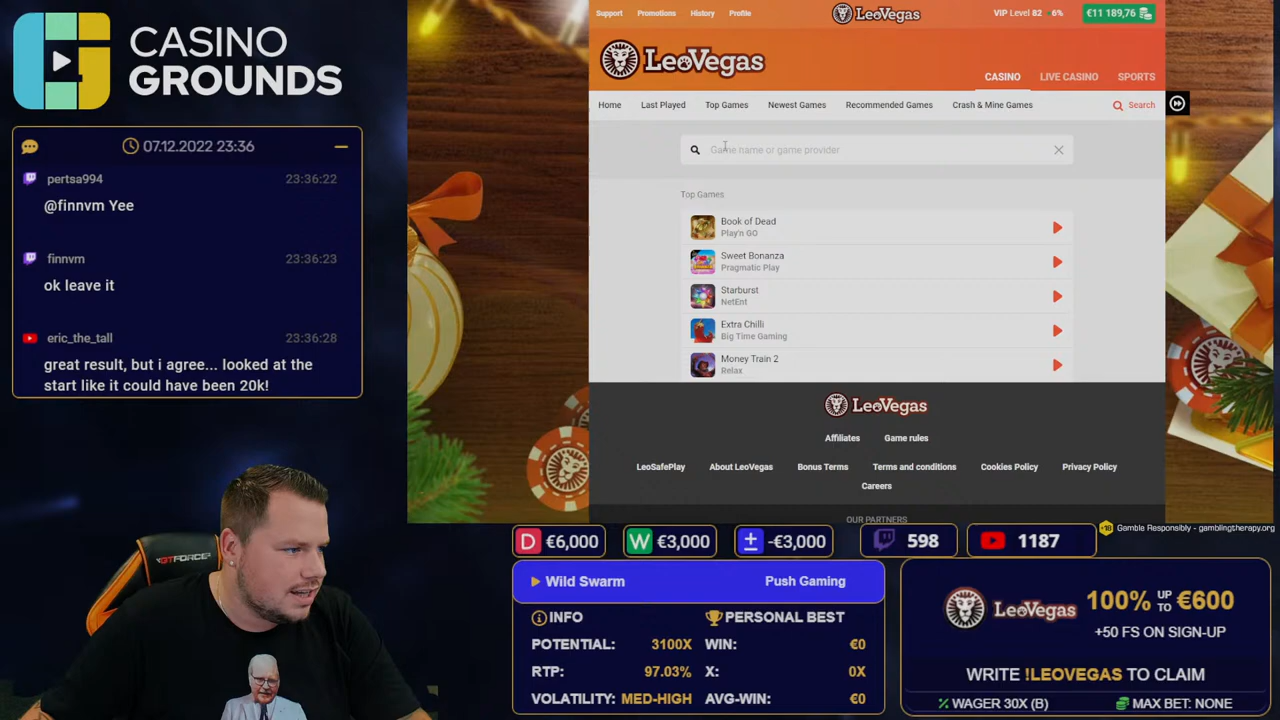 CASINO
GROUNDS
07.12.2022 23:36
pertsa994 23:36:22
@finnvm Yee
finnvm 23:36:23
ok leave it
eric_the_tall 23:36:28
great result, but i agree... looked at the
start like it could have been 20k!
Support Promotions History Profile LeoVegas VIP Level 82 6% €11 189,76
LeoVegas
CASINO LIVE CASINO SPORTS
Home Last Played Top Games Newest Games Recommended Games Crash & Mine Games Search
Game name or game provider
Top Games
Book of Dead
Play'n GO
Sweet Bonanza
Pragmatic Play
Starburst
NetEnt
Extra Chilli
Big Time Gaming
Money Train 2
Relax
LeoVegas
Affiliates Game rules
LeoSafePlay About LeoVegas Bonus Terms Terms and conditions Cookies Policy Privacy Policy
Careers
OUR PARTNERS
+18 Gamble Responsibly - gamblingtherapy.org
D €6,000 W €3,000 ± -€3,000 598 1187
Wild Swarm Push Gaming
INFO
POTENTIAL: 3100X
RTP: 97.03%
VOLATILITY: MED-HIGH
PERSONAL BEST
WIN: €0
X: 0X
AVG-WIN: €0
LeoVegas 100% UP TO €600
+50 FS ON SIGN-UP
WRITE !LEOVEGAS TO CLAIM
WAGER 30X (B) MAX BET: NONE
GTFORCE